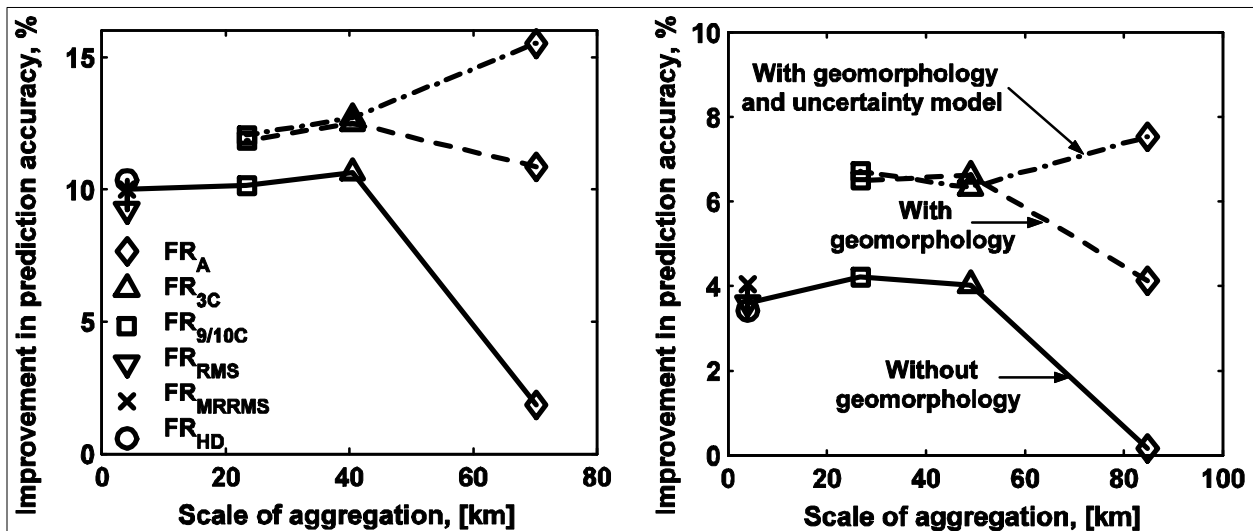 Improvement in prediction accuracy, %
15
10
5
0
FR_A
FR_3C
FR_9/10C
FR_RMS
FR_MRRMS
FR_HD
0 20 40 60 80
Scale of aggregation, [km]
Improvement in prediction accuracy, %
10
8
6
4
2
0
With geomorphology
and uncertainty model
With
geomorphology
Without
geomorphology
0 20 40 60 80 100
Scale of aggregation, [km]